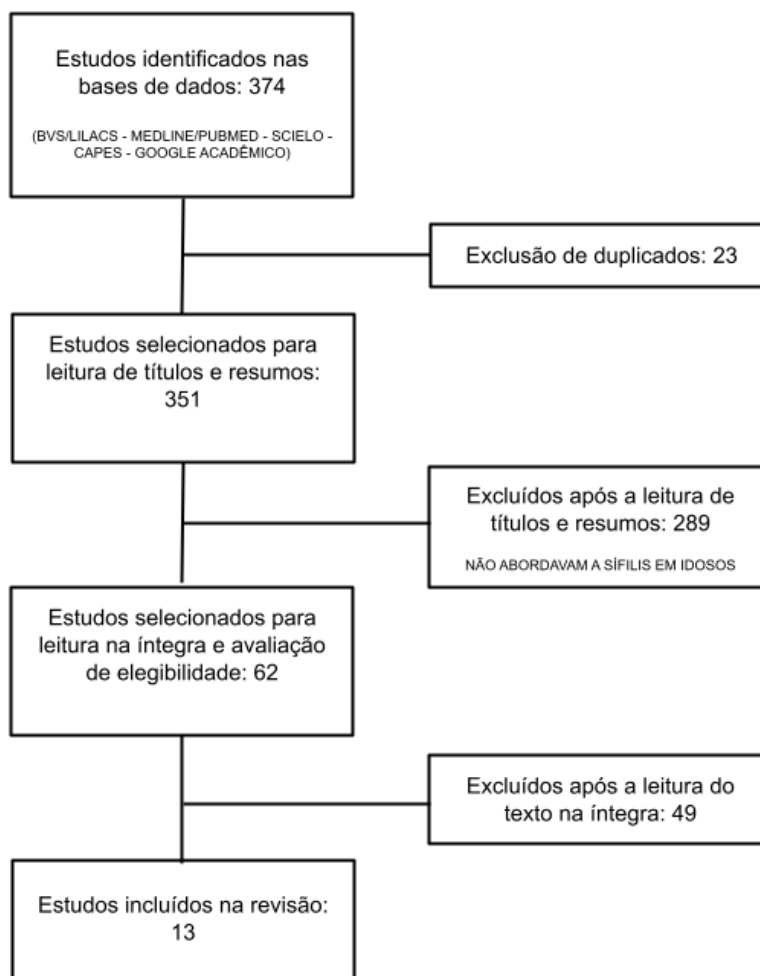 Estudos identificados nas
bases de dados: 374
(BVS/LILACS - MEDLINE/PUBMED - SCIELO -
CAPES - GOOGLE ACADÊMICO)
Exclusão de duplicados: 23
Estudos selecionados para
leitura de títulos e resumos:
351
Excluídos após a leitura de
títulos e resumos: 289
NÃO ABORDAVAM A SÍFILIS EM IDOSOS
Estudos selecionados para
leitura na íntegra e avaliação
de elegibilidade: 62
Excluídos após a leitura do
texto na íntegra: 49
Estudos incluídos na revisão:
13